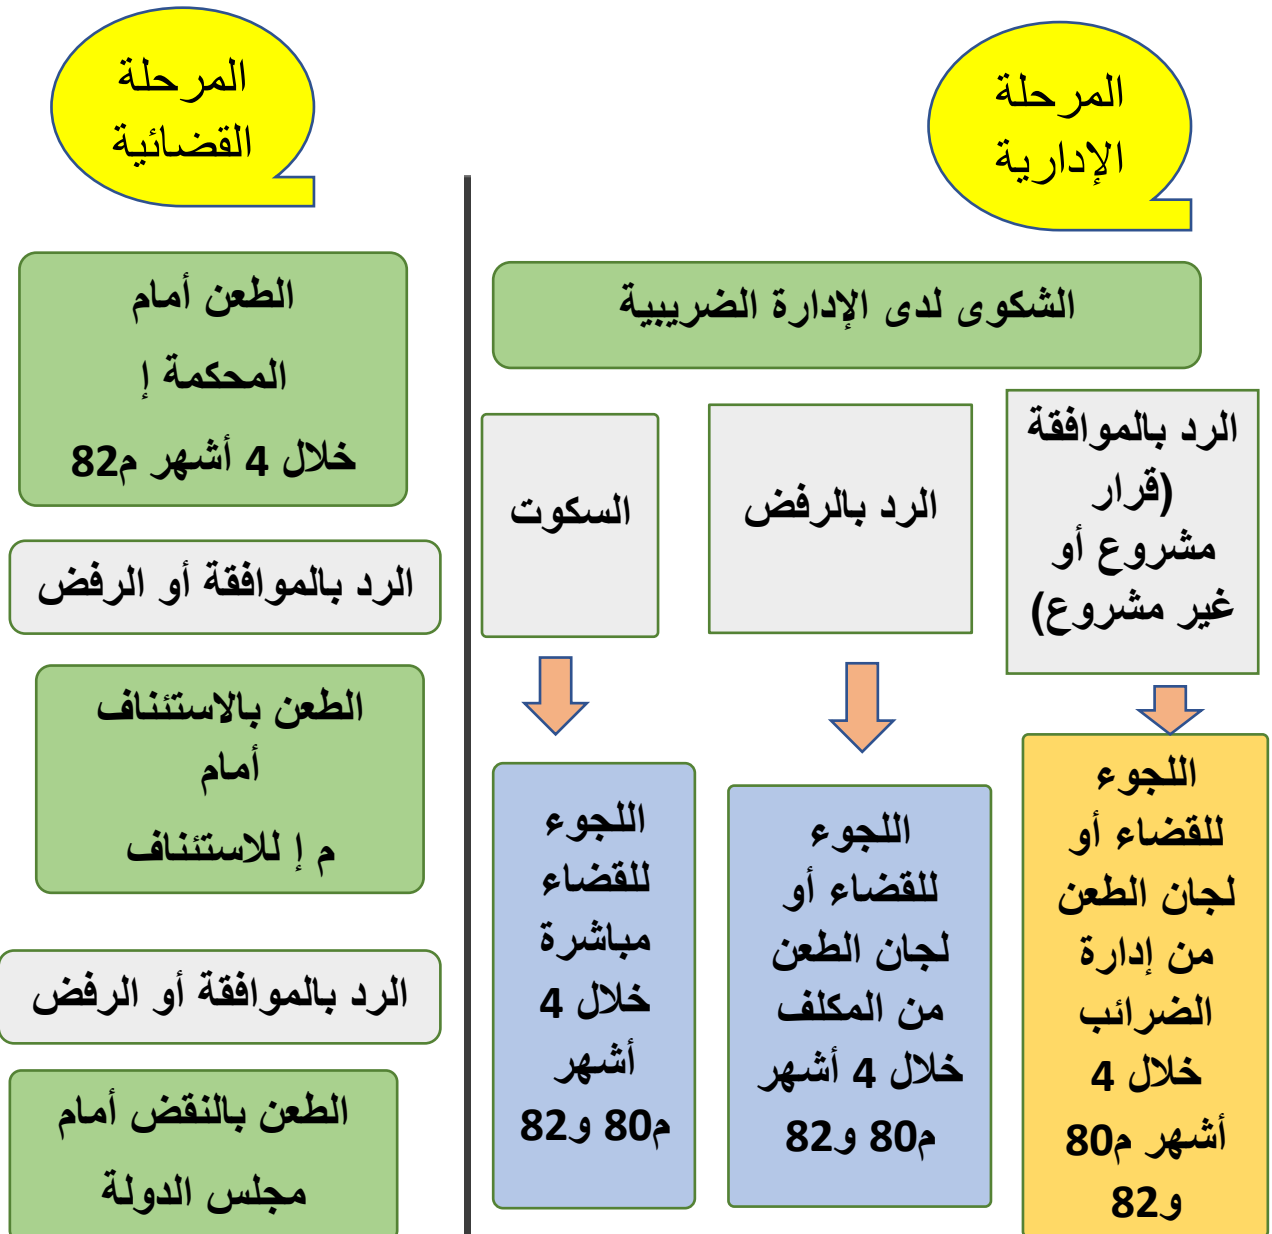 المرحلة
الإدارية
الشكوى لدى الإدارة الضريبية
الرد بالموافقة
(قرار
مشروع أو
غير مشروع)
الرد بالرفض
السكوت
اللجوء
للقضاء أو
لجان الطعن
من إدارة
الضرائب
خلال 4
أشهر م80
و82
اللجوء
للقضاء أو
لجان الطعن
من المكلف
خلال 4 أشهر
م80 و82
اللجوء
للقضاء
مباشرة
خلال 4
أشهر
م80 و82
المرحلة
القضائية
الطعن أمام
المحكمة إ
خلال 4 أشهر م82
الرد بالموافقة أو الرفض
الطعن بالاستئناف
أمام
م إ للاستئناف
الرد بالموافقة أو الرفض
الطعن بالنقض أمام
مجلس الدولة